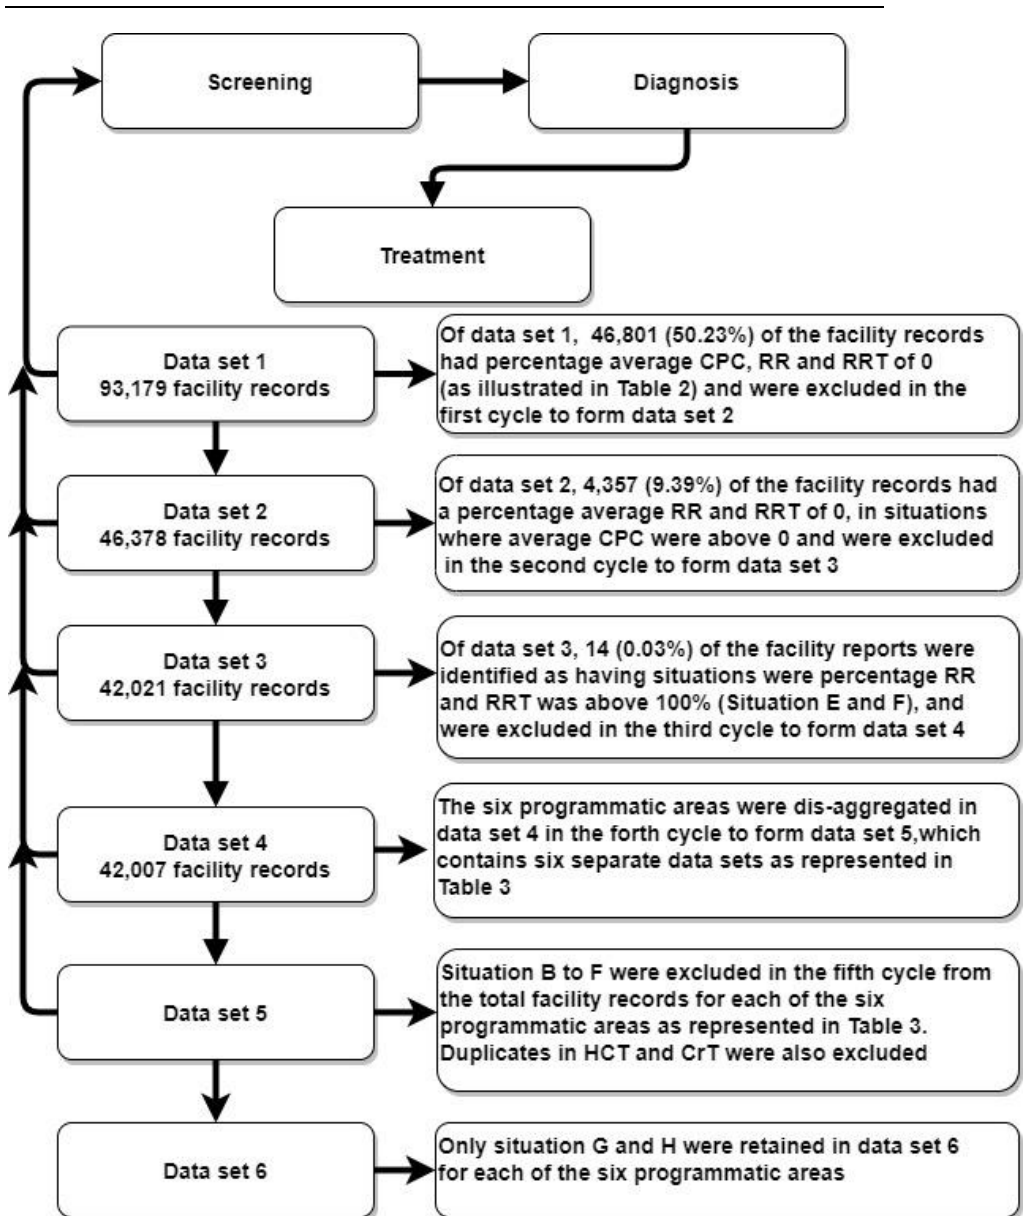 Screening
Diagnosis
Treatment
Data set 1
93,179 facility records
Of data set 1, 46,801 (50.23%) of the facility records
had percentage average CPC, RR and RRT of 0
(as illustrated in Table 2) and were excluded in the
first cycle to form data set 2
Data set 2
46,378 facility records
Of data set 2, 4,357 (9.39%) of the facility records had
a percentage average RR and RRT of 0, in situations
where average CPC were above 0 and were excluded
in the second cycle to form data set 3
Data set 3
42,021 facility records
Of data set 3, 14 (0.03%) of the facility reports were
identified as having situations were percentage RR
and RRT was above 100% (Situation E and F), and
were excluded in the third cycle to form data set 4
Data set 4
42,007 facility records
The six programmatic areas were dis-aggregated in
data set 4 in the forth cycle to form data set 5,which
contains six separate data sets as represented in
Table 3
Data set 5
Situation B to F were excluded in the fifth cycle from
the total facility records for each of the six
programmatic areas as represented in Table 3.
Duplicates in HCT and CrT were also excluded
Data set 6
Only situation G and H were retained in data set 6
for each of the six programmatic areas